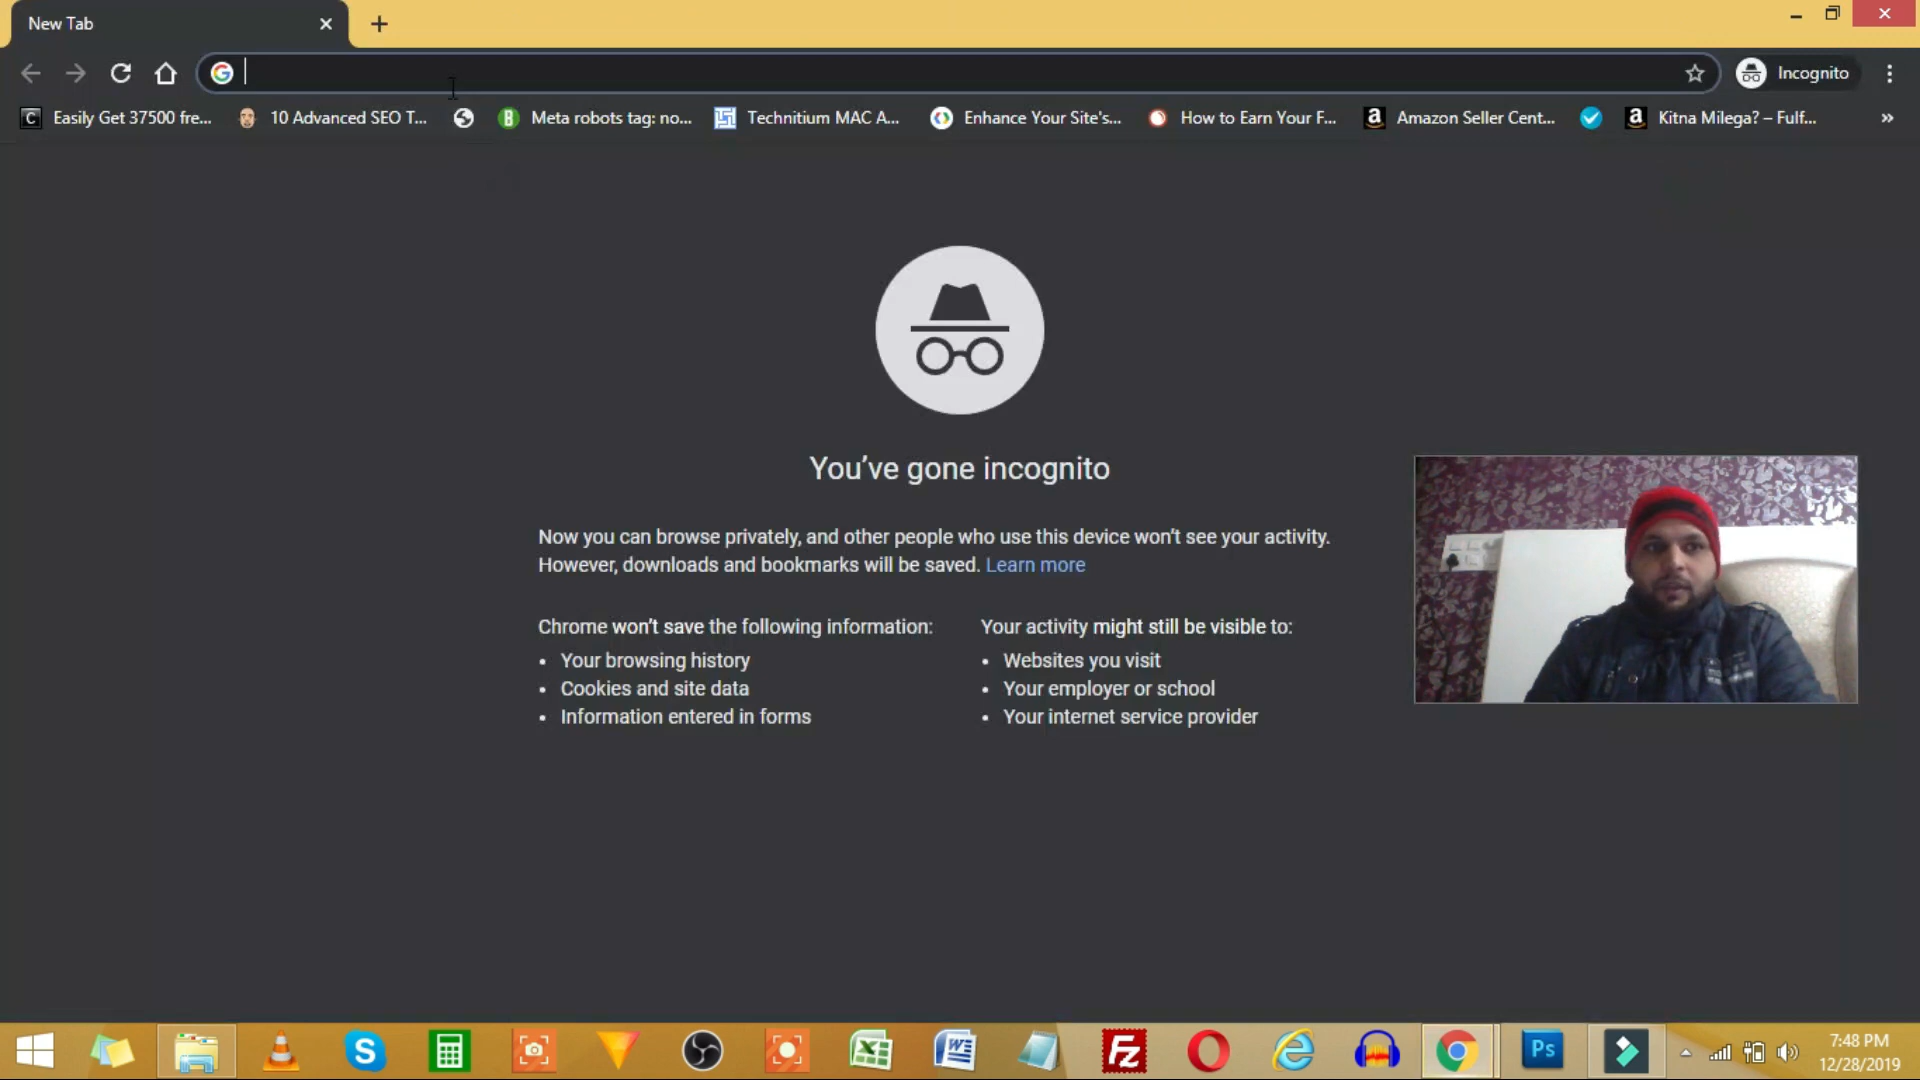 New Tab
Incognito
Easily Get 37500 fre...
10 Advanced SEO T...
B
Meta robots tag: no...
Technitium MAC A...
Enhance Your Site's...
How to Earn Your F...
Amazon Seller Cent...
Kitna Milega? – Fulf...
You've gone incognito
Now you can browse privately, and other people who use this device won't see your activity.
However, downloads and bookmarks will be saved. Learn more
Chrome won't save the following information:
• Your browsing history
• Cookies and site data
• Information entered in forms
Your activity might still be visible to:
• Websites you visit
• Your employer or school
• Your internet service provider
S
Fz
Ps
7:48 PM
12/28/2019